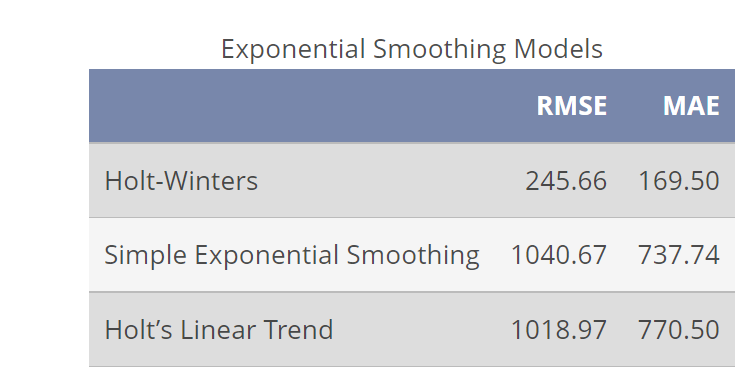 Exponential Smoothing Models
RMSE MAE
Holt-Winters 245.66 169.50
Simple Exponential Smoothing 1040.67 737.74
Holt’s Linear Trend 1018.97 770.50